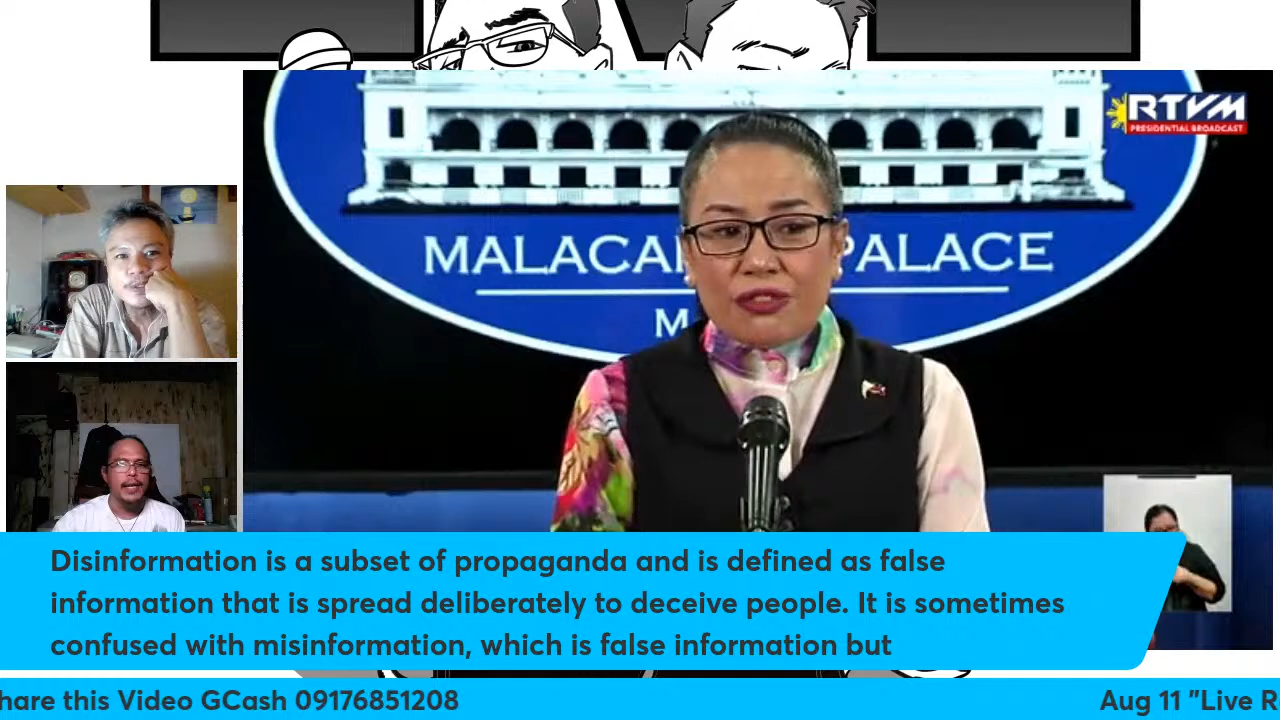 RTVM
PRESIDENTIAL BROADCAST
MALACA PALACE
M
Disinformation is a subset of propaganda and is defined as false
information that is spread deliberately to deceive people. It is sometimes
confused with misinformation, which is false information but
hare this Video GCash 09176851208
Aug 11 "Live R